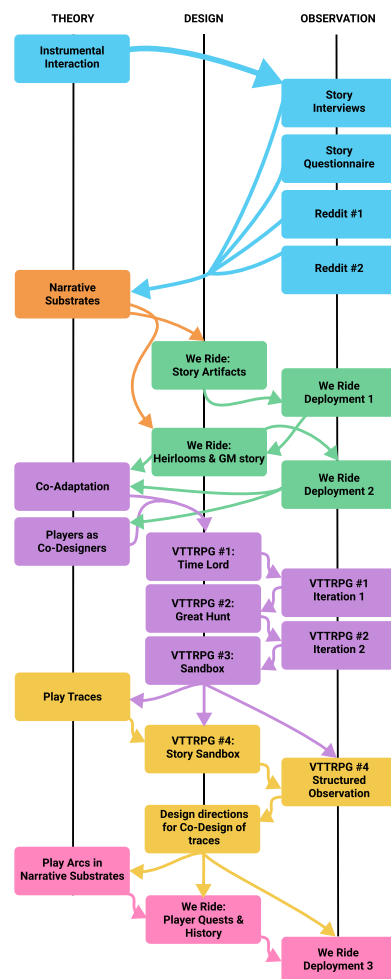 THEORY
DESIGN
OBSERVATION
Instrumental
Interaction
Story
Interviews
Story
Questionnaire
Reddit #1
Reddit #2
Narrative
Substrates
We Ride:
Story Artifacts
We Ride
Deployment 1
We Ride:
Heirlooms & GM story
Co-Adaptation
We Ride
Deployment 2
Players as
Co-Designers
VTTRPG #1:
Time Lord
VTTRPG #1
Iteration 1
VTTRPG #2:
Great Hunt
VTTRPG #2
Iteration 2
VTTRPG #3:
Sandbox
Play Traces
VTTRPG #4:
Story Sandbox
VTTRPG #4
Structured
Observation
Design directions
for Co-Design of
traces
Play Arcs in
Narrative Substrates
We Ride:
Player Quests &
History
We Ride
Deployment 3